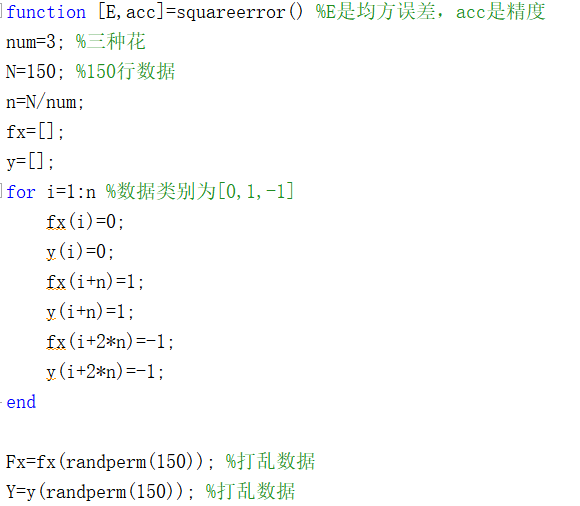 function [E,acc]=squareerror() %E是均方误差，acc是精度
num=3; %三种花
N=150; %150行数据
n=N/num;
fx=[];
y=[];
for i=1:n %数据类别为[0,1,-1]
    fx(i)=0;
    y(i)=0;
    fx(i+n)=1;
    y(i+n)=1;
    fx(i+2*n)=-1;
    y(i+2*n)=-1;
end

Fx=fx(randperm(150)); %打乱数据
Y=y(randperm(150)); %打乱数据